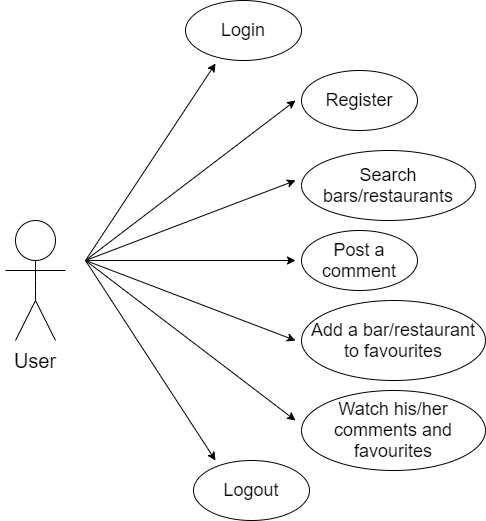 Login
Register
Search
bars/restaurants
Post a
comment
User
Add a bar/restaurant
to favourites
Watch his/her
comments and
favourites
Logout